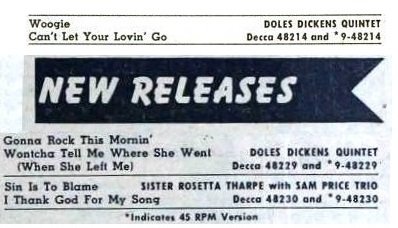 Woogie DOLES DICKENS QUINTET
Can't Let Your Lovin' Go Decca 48214 and *9-48214
NEW RELEASES
Gonna Rock This Mornin'
Wontcha Tell Me Where She Went DOLES DICKENS QUINTET
(When She Left Me) Decca 48229 and *9-48229
Sin Is To Blame SISTER ROSETTA THARPE with SAM PRICE TRIO
I Thank God For My Song Decca 48230 and *9-48230
*Indicates 45 RPM Version